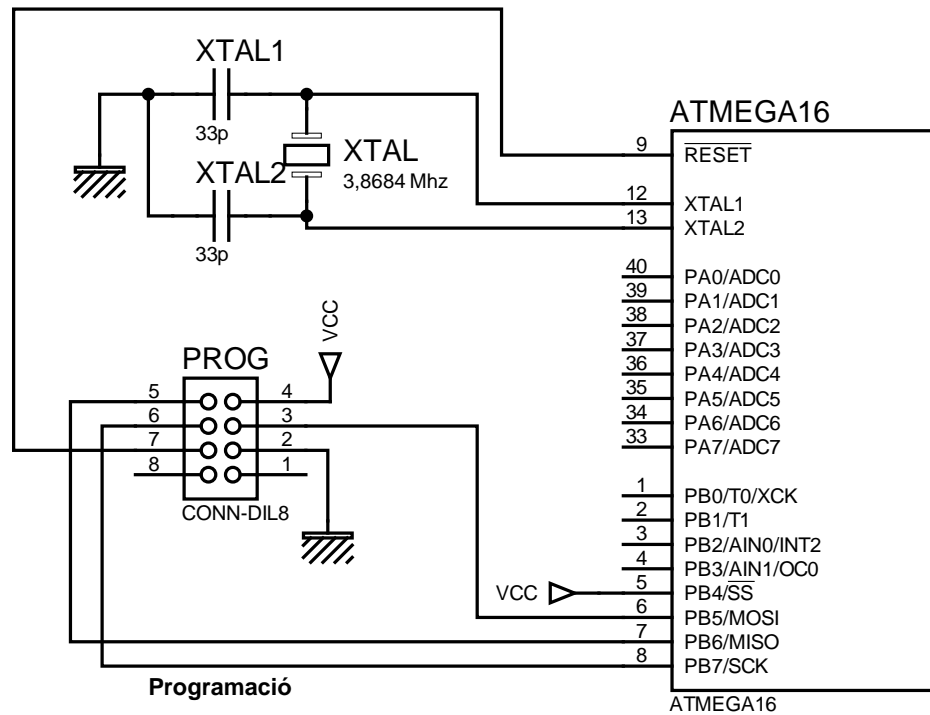 XTAL1
33p
XTAL
3,8684 Mhz
XTAL2
33p
VCC
PROG
5 4
6 3
7 2
8 1
CONN-DIL8
ATMEGA16
9 RESET
12 XTAL1
13 XTAL2
40 PA0/ADC0
39 PA1/ADC1
38 PA2/ADC2
37 PA3/ADC3
36 PA4/ADC4
35 PA5/ADC5
34 PA6/ADC6
33 PA7/ADC7
1 PB0/T0/XCK
2 PB1/T1
3 PB2/AIN0/INT2
4 PB3/AIN1/OC0
VCC 5 PB4/SS
6 PB5/MOSI
7 PB6/MISO
8 PB7/SCK
Programació
ATMEGA16